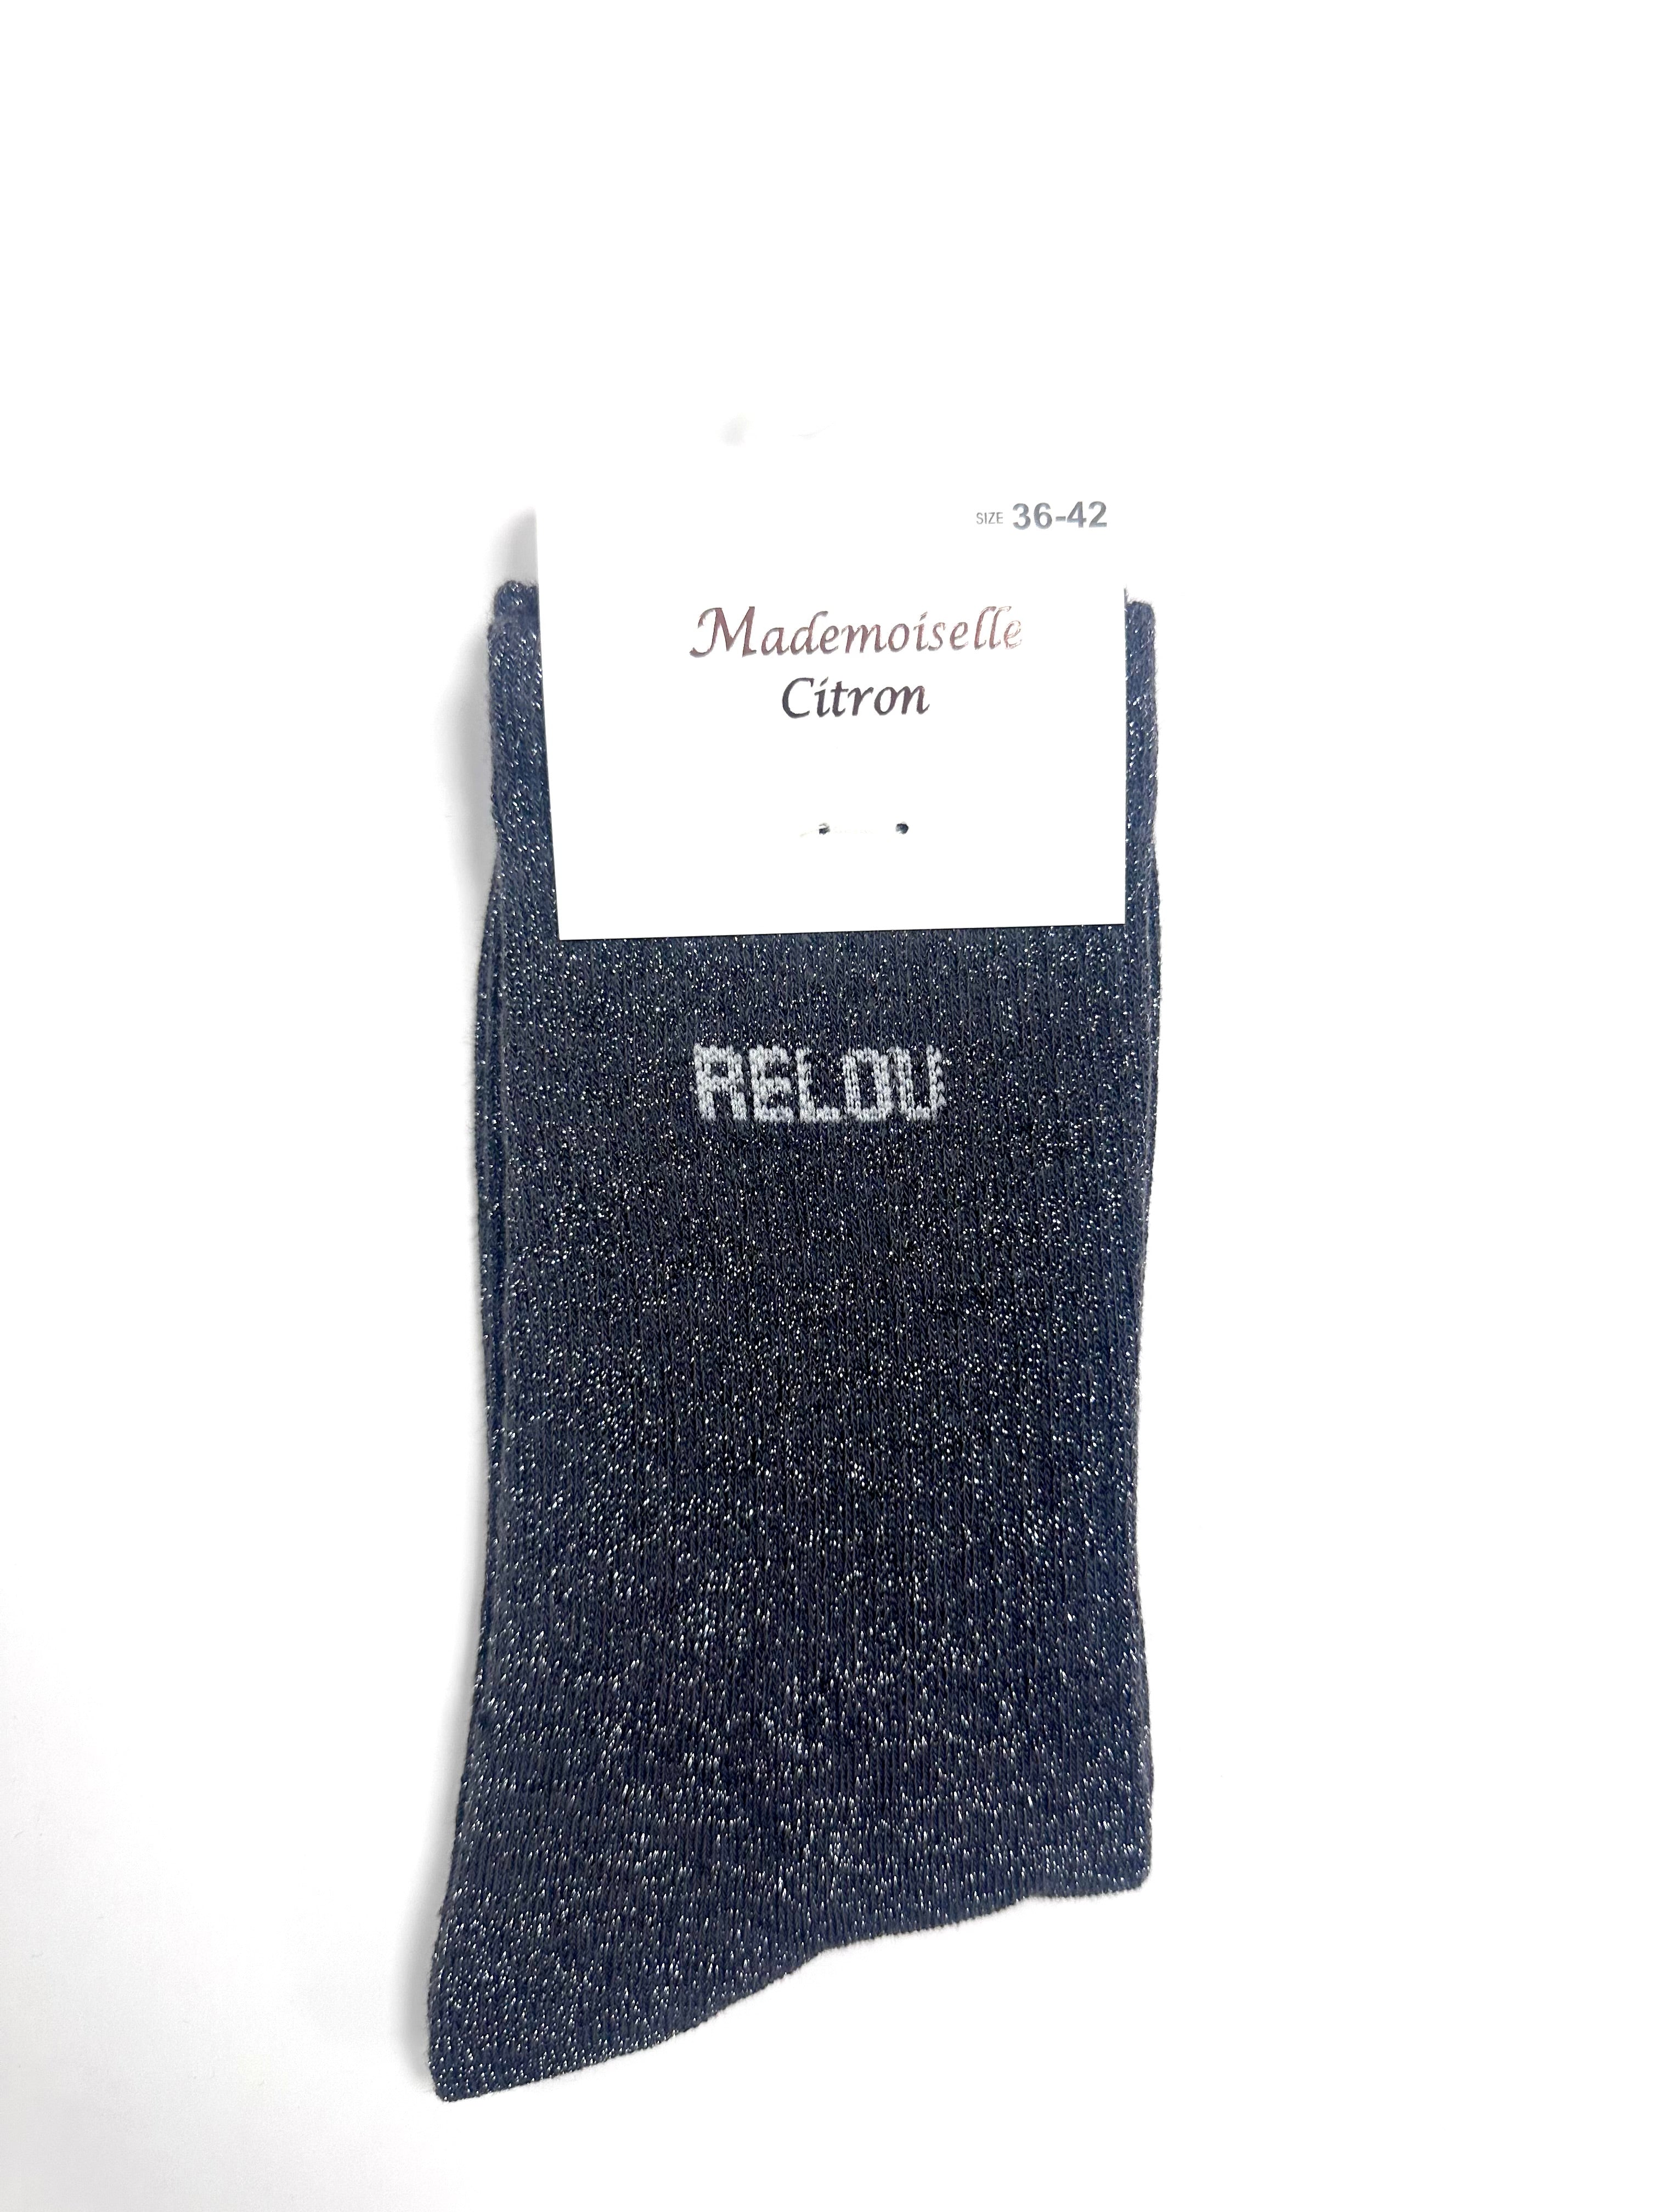 SIZE 36-42
Mademoiselle
Citron
RELOU